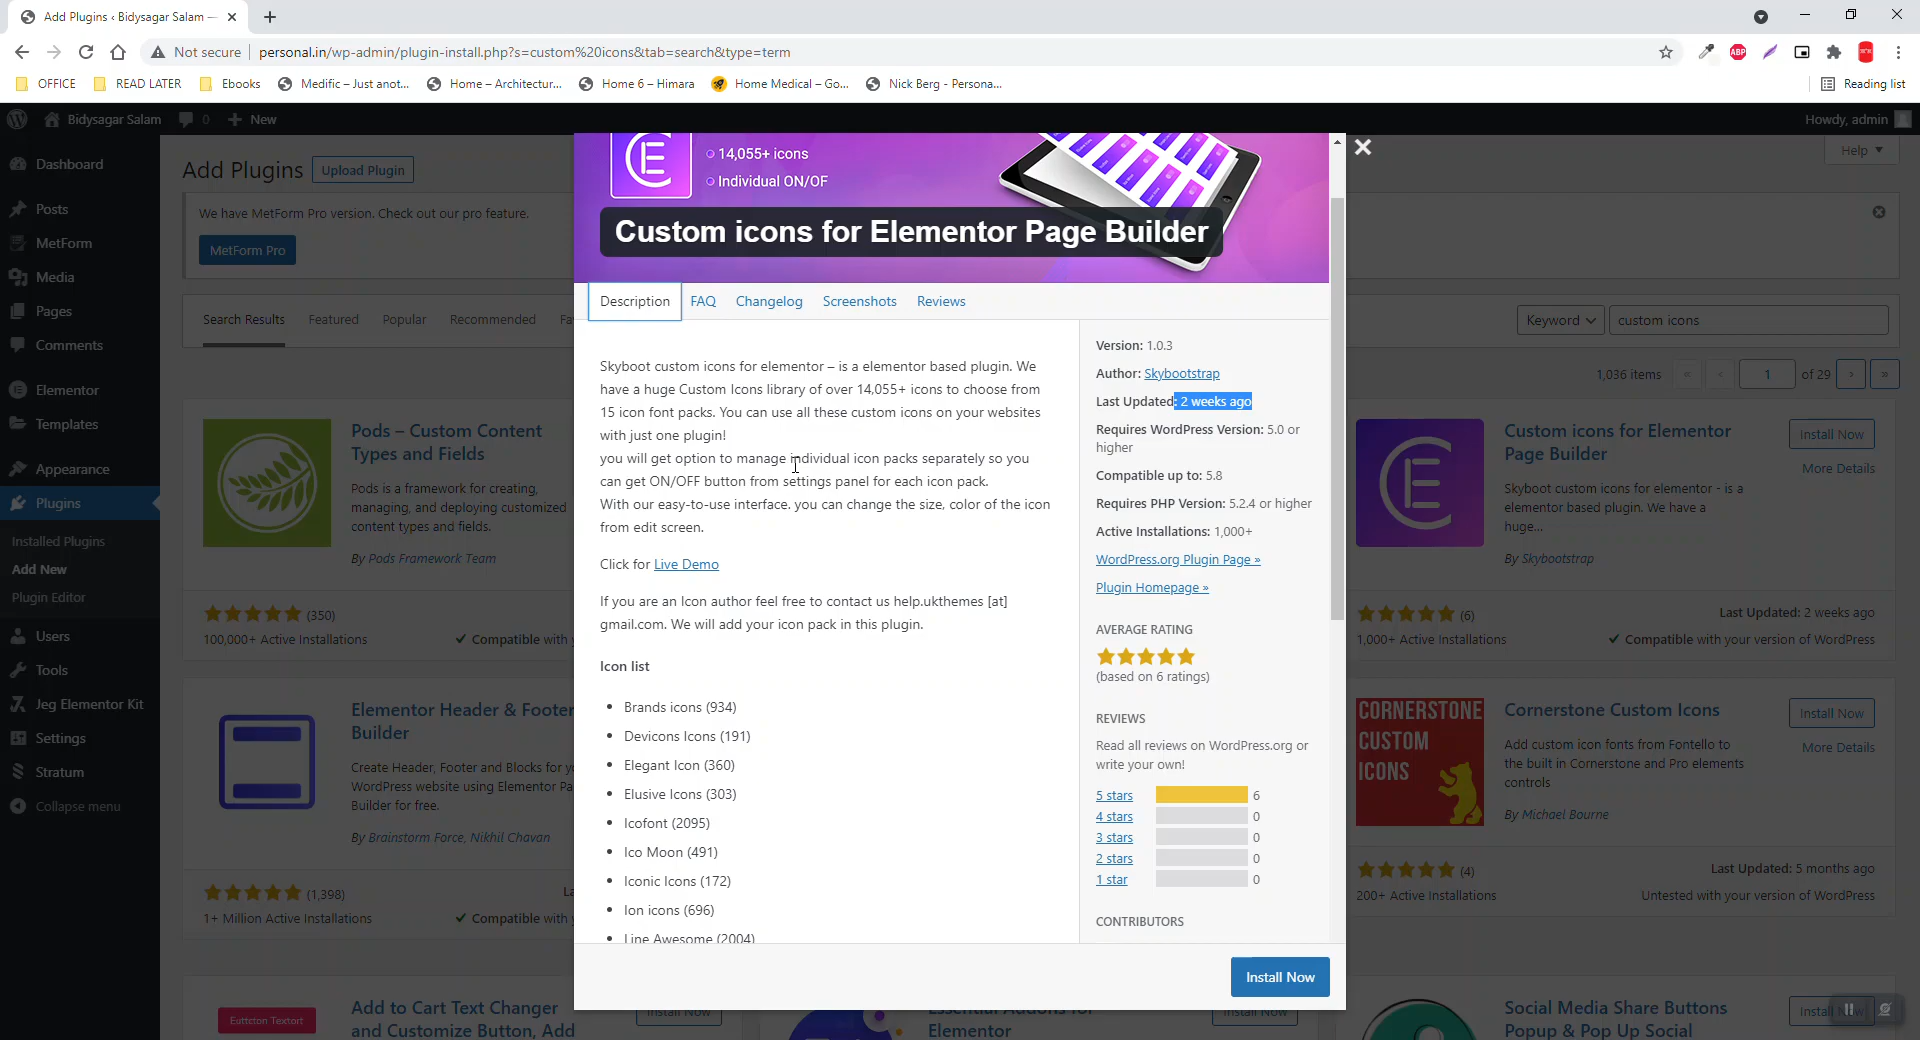 Add Plugins ‹ Bidysagar Salam —
Not secure
personal.in/wp-admin/plugin-install.php?s=custom%20icons&tab=search&type=term
ABP
OFFICE
READ LATER
Ebooks
Medific – Just anot...
Home – Architectur...
Home 6 – Himara
Home Medical – Go...
Nick Berg - Persona...
Reading list
Bidysagar Salam
0
New
Howdy, admin
Dashboard
Posts
MetForm
Media
Pages
Comments
Elementor
Templates
Appearance
Plugins
Installed Plugins
Add New
Plugin Editor
Users
Tools
Jeg Elementor Kit
Settings
Stratum
Collapse menu
Add Plugins
Upload Plugin
Help
We have MetForm Pro version. Check out our pro feature.
MetForm Pro
Search Results
Featured
Popular
Recommended
Keyword
custom icons
1,036 items
«
‹
1
of 29
›
»
Pods – Custom Content
Types and Fields
Pods is a framework for creating,
managing, and deploying customized
content types and fields.
By Pods Framework Team
(350)
100,000+ Active Installations
Compatible with
Elementor Header & Footer
Builder
Create Header, Footer and Blocks for
WordPress website using Elementor
Builder for free.
By Brainstorm Force, Nikhil Chavan
(1,398)
1+ Million Active Installations
Compatible with
Add to Cart Text Changer
and Customize Button, Add
14,055+ icons
Individual ON/OF
Custom icons for Elementor Page Builder
Description
FAQ
Changelog
Screenshots
Reviews
Skyboot custom icons for elementor – is a elementor based plugin. We
have a huge Custom Icons library of over 14,055+ icons to choose from
15 icon font packs. You can use all these custom icons on your websites
with just one plugin!
you will get option to manage individual icon packs separately so you
can get ON/OFF button from settings panel for each icon pack.
With our easy-to-use interface. you can change the size, color of the icon
from edit screen.
Click for Live Demo
If you are an Icon author feel free to contact us help.ukthemes [at]
gmail.com. We will add your icon pack in this plugin.
Icon list
Brands icons (934)
Devicons Icons (191)
Elegant Icon (360)
Elusive Icons (303)
Icofont (2095)
Ico Moon (491)
Iconic Icons (172)
Ion icons (696)
Line Awesome (2004)
Version: 1.0.3
Author: Skybootstrap
Last Updated: 2 weeks ago
Requires WordPress Version: 5.0 or
higher
Compatible up to: 5.8
Requires PHP Version: 5.2.4 or higher
Active Installations: 1,000+
WordPress.org Plugin Page »
Plugin Homepage »
AVERAGE RATING
(based on 6 ratings)
REVIEWS
Read all reviews on WordPress.org or
write your own!
5 stars 6
4 stars 0
3 stars 0
2 stars 0
1 star 0
CONTRIBUTORS
Install Now
Custom icons for Elementor
Page Builder
Install Now
More Details
Skyboot custom icons for elementor - is a
elementor based plugin. We have a
huge...
By Skybootstrap
(6)
Last Updated: 2 weeks ago
1,000+ Active Installations
Compatible with your version of WordPress
CORNERSTONE
CUSTOM
ICONS
Cornerstone Custom Icons
Install Now
More Details
Add custom icon fonts from Fontello to
the built in Cornerstone and Pro elements
controls
By Michael Bourne
(4)
Last Updated: 5 months ago
200+ Active Installations
Untested with your version of WordPress
Elementor
Social Media Share Buttons
Popup & Pop Up Social